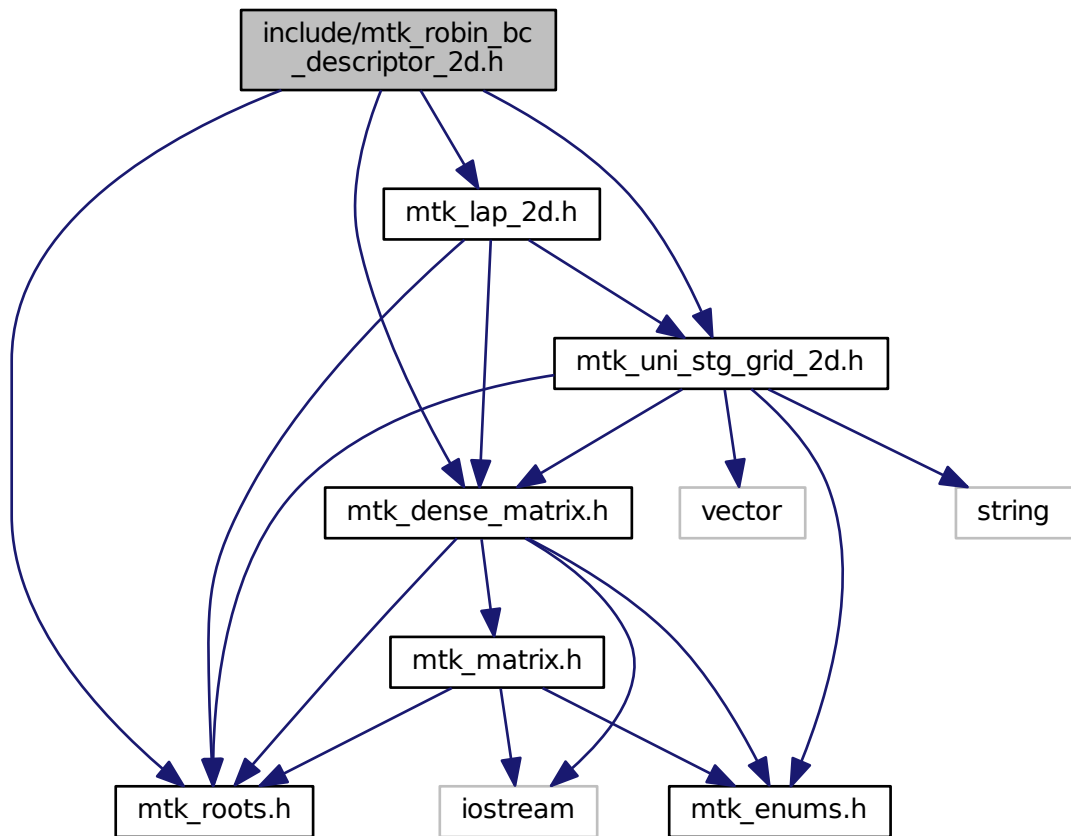 include/mtk_robin_bc
_descriptor_2d.h
mtk_lap_2d.h
mtk_uni_stg_grid_2d.h
mtk_dense_matrix.h
vector
string
mtk_matrix.h
mtk_roots.h
iostream
mtk_enums.h